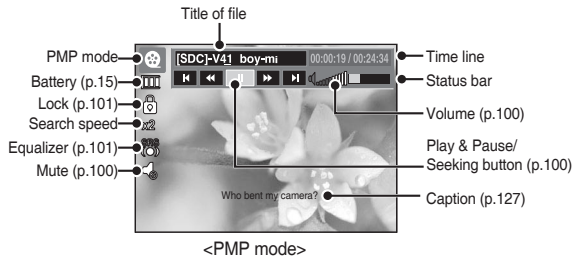 Title of file
PMP mode
[SDC]-V41 boy-mi
00:00:19 / 00:24:34
Time line
Battery (p.15)
Status bar
Lock (p.101)
Volume (p.100)
Search speed
x2
Equalizer (p.101)
SRS
Play & Pause/
Seeking button (p.100)
Mute (p.100)
Who bent my camera?
Caption (p.127)
<PMP mode>